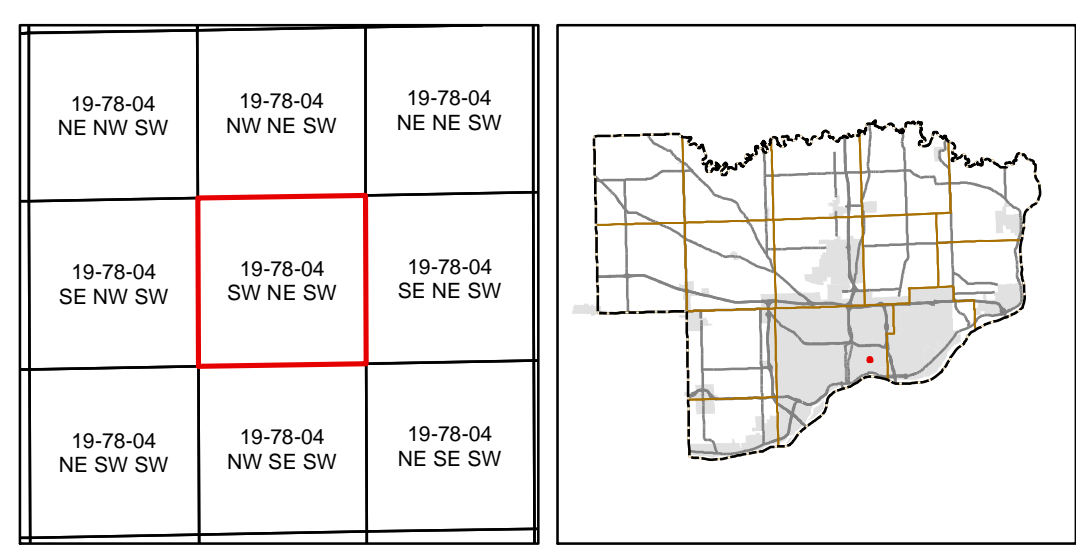 19-78-04
NE NW SW
19-78-04
NW NE SW
19-78-04
NE NE SW
19-78-04
SE NW SW
19-78-04
SW NE SW
19-78-04
SE NE SW
19-78-04
NE SW SW
19-78-04
NW SE SW
19-78-04
NE SE SW